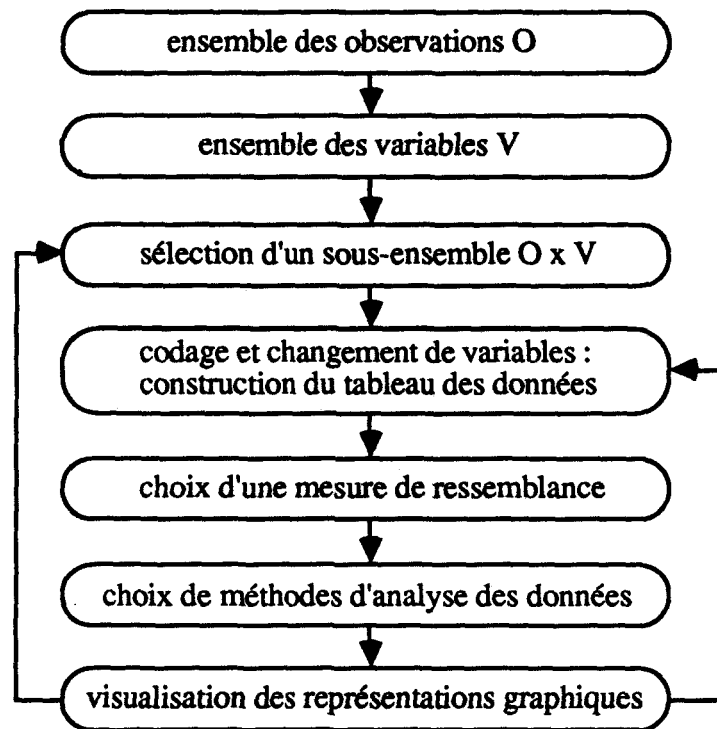 ensemble des observations O
ensemble des variables V
sélection d'un sous-ensemble O x V
codage et changement de variables :
construction du tableau des données
choix d'une mesure de ressemblance
choix de méthodes d'analyse des données
visualisation des représentations graphiques